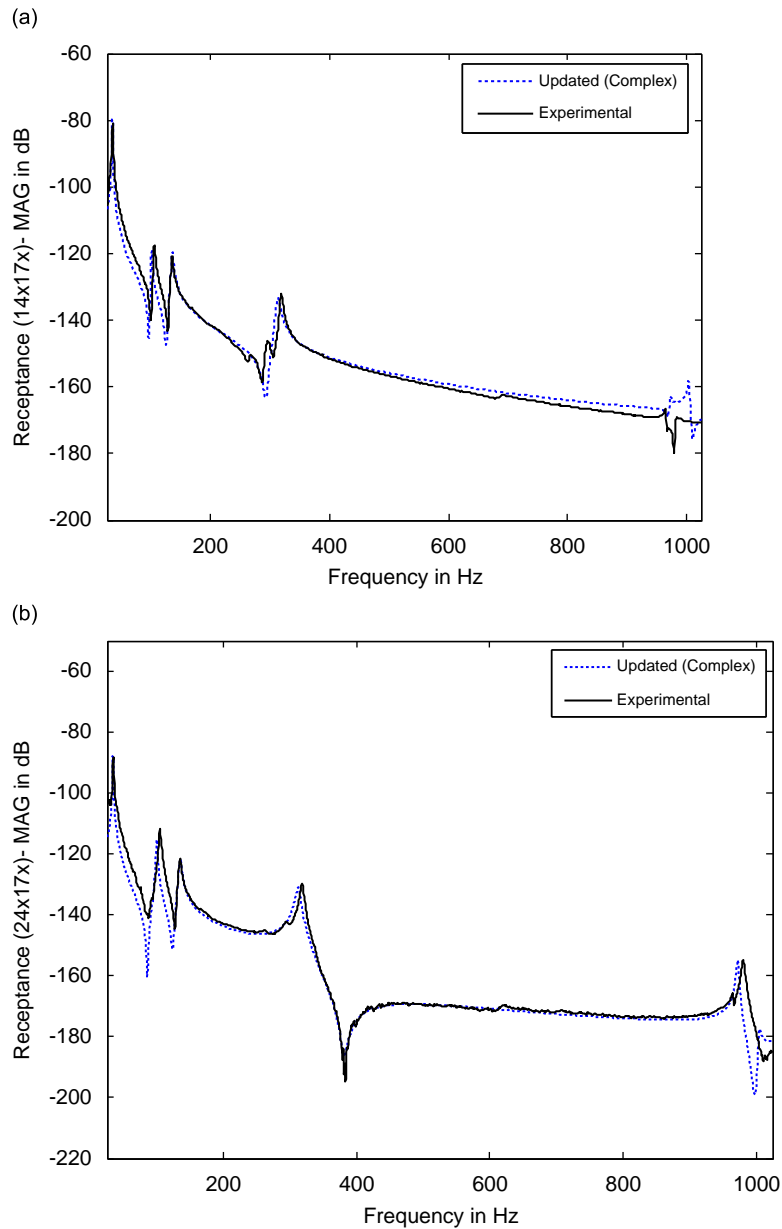 (a)
-60
-80
-100
-120
-140
-160
-180
-200
Receptance (14x17x)- MAG in dB
Updated (Complex)
Experimental
200 400 600 800 1000
Frequency in Hz
(b)
-60
-80
-100
-120
-140
-160
-180
-200
-220
Receptance (24x17x)- MAG in dB
Updated (Complex)
Experimental
200 400 600 800 1000
Frequency in Hz